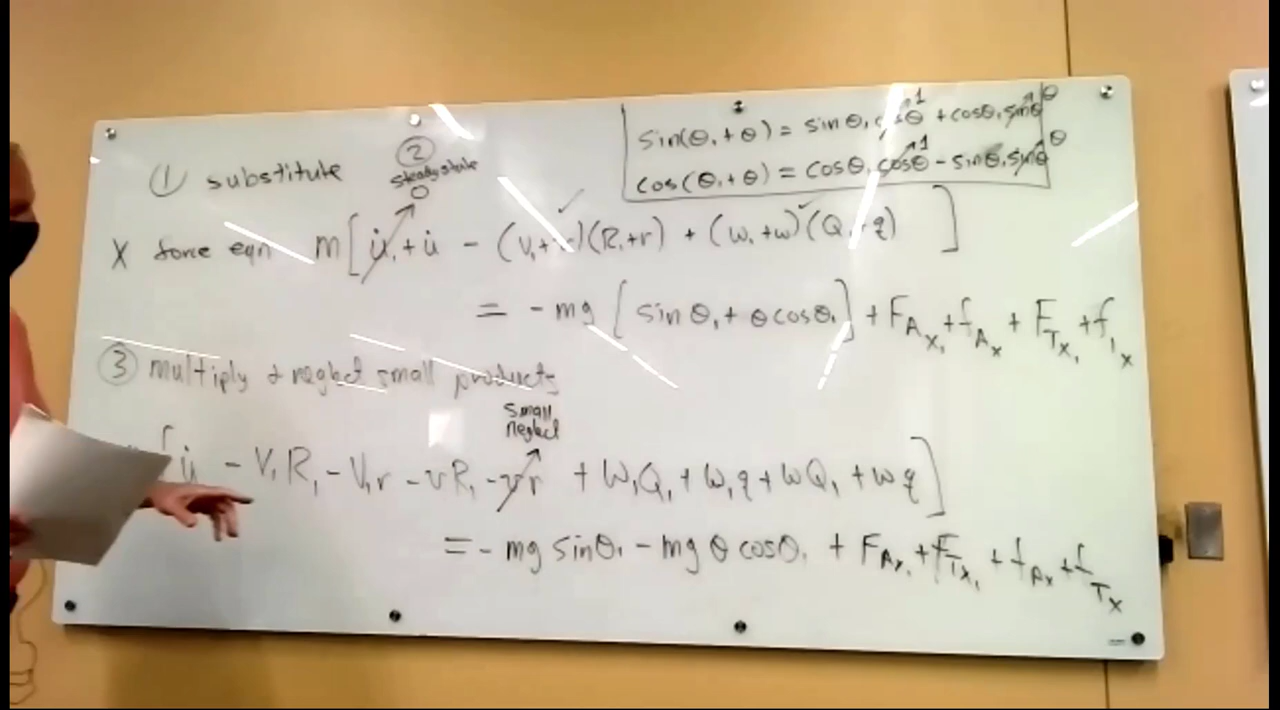 sin(θ₁+θ) = sinθ₁ cosθ¹ + cosθ₁ sinθ^θ
cos(θ₁+θ) = cosθ₁ cosθ¹ - sinθ₁ sinθ^θ
① substitute
②
steady state
0
X force eqn m[u̇₁ + u̇ - (V₁+ )(R₁+r) + (W₁+w)(Q₁+q)]
= -mg [sinθ₁ + θcosθ₁] + F_Ax₁ + f_Ax + F_Tx₁ + f_Tx
③ multiply + neglect small products
small
neglect
[u̇ - V₁R₁ - V₁r - vR₁ - vr + W₁Q₁ + W₁q + wQ₁ + wq]
= - mg sinθ₁ - mg θ cosθ₁ + F_Ax₁ + F_Tx₁ + f_Ax + f_Tx